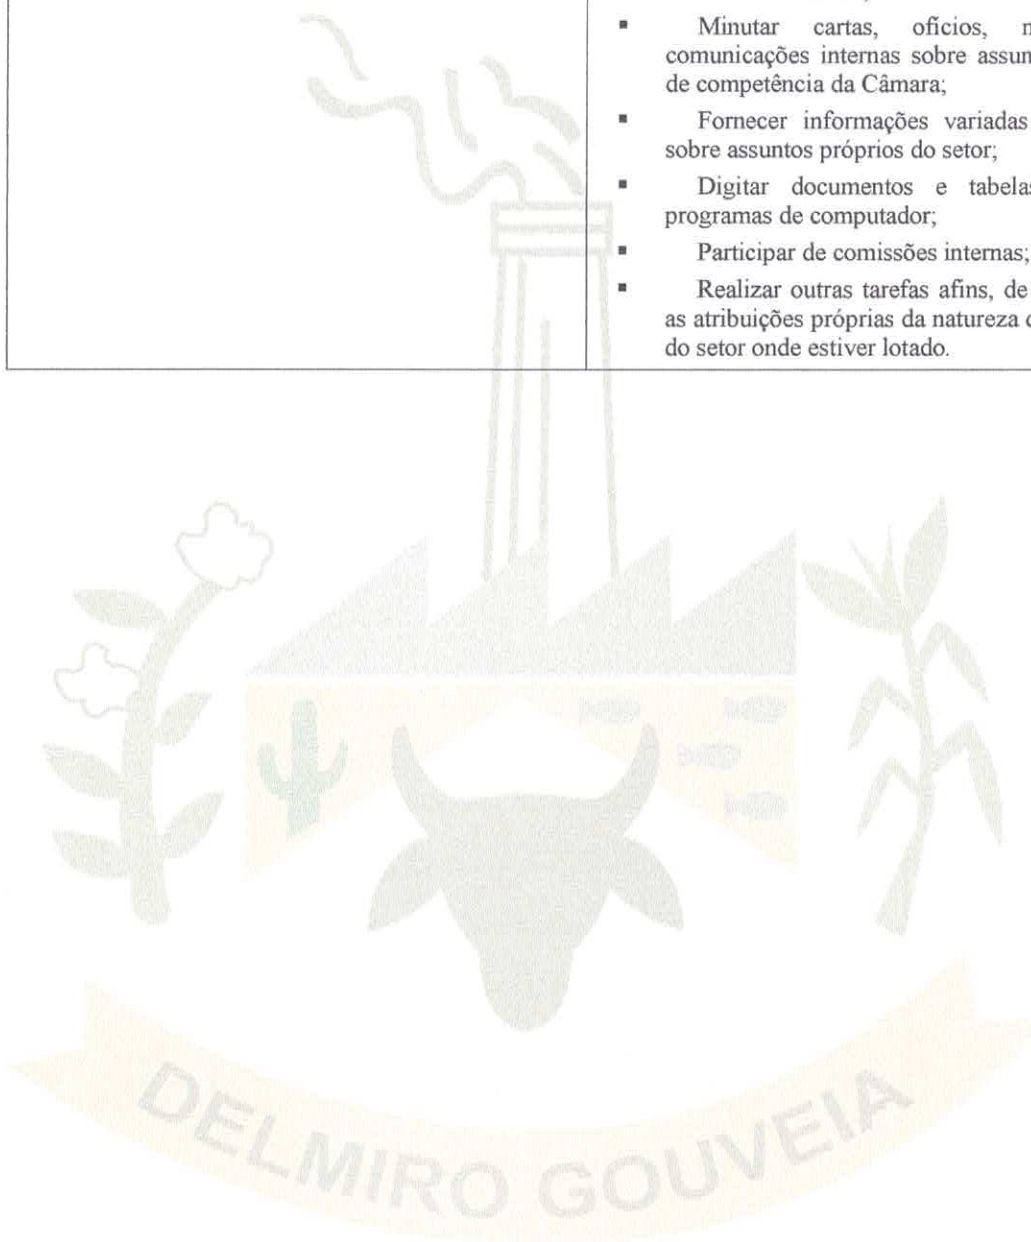 ▪ Minutar cartas, ofícios,
comunicações internas sobre
de competência da Câmara;
▪ Fornecer informações variadas
sobre assuntos próprios do setor;
▪ Digitar documentos e
programas de computador;
▪ Participar de comissões internas;
▪ Realizar outras tarefas afins, de
as atribuições próprias da natureza
do setor onde estiver lotado.
DELMIRO GOUVEIA